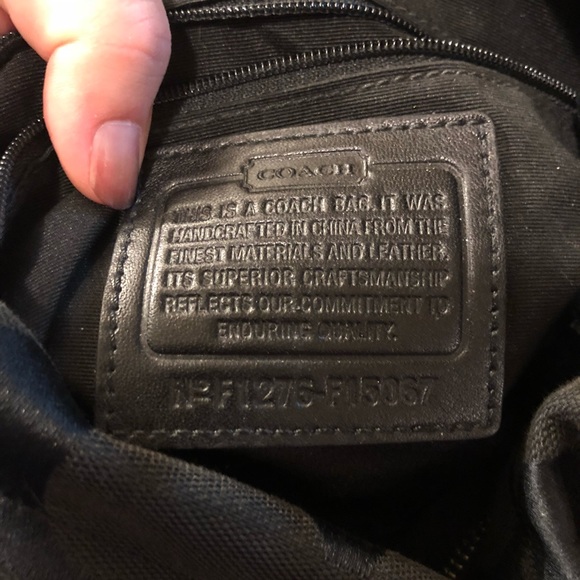 COACH
THIS IS A COACH BAG. IT WAS
HANDCRAFTED IN CHINA FROM THE
FINEST MATERIALS AND LEATHER.
ITS SUPERIOR CRAFTSMANSHIP
REFLECTS OUR COMMITMENT TO
ENDURING QUALITY.
Nº F1276-F15067